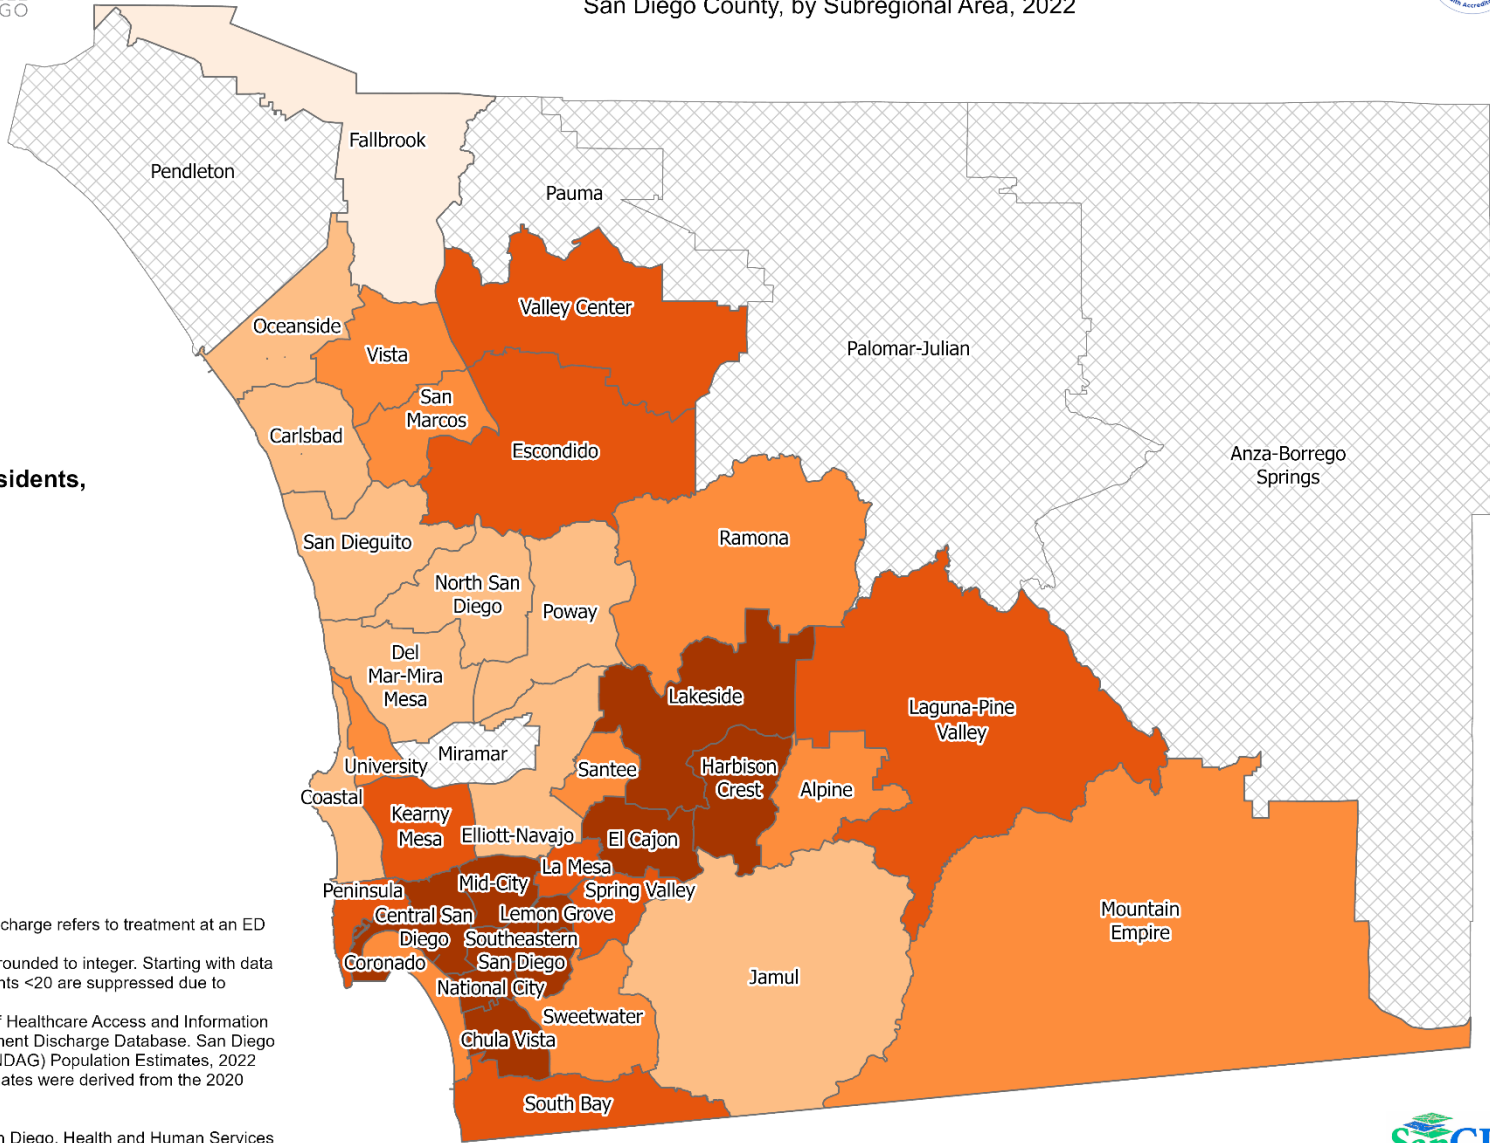 GO
San Diego County, by Subregional Area, 2022
Fallbrook
Pendleton
Pauma
Valley Center
Oceanside
Vista
Palomar-Julian
San
Marcos
Carlsbad
Escondido
Anza-Borrego
Springs
sidents,
San Dieguito
Ramona
North San
Diego
Poway
Del
Mar-Mira
Mesa
Lakeside
Laguna-Pine
Valley
Miramar
University
Santee
Harbison
Crest
Alpine
Coastal
Kearny
Mesa
Elliott-Navajo
El Cajon
La Mesa
Mid-City
Peninsula
Spring Valley
Central San
Diego
Lemon Grove
Southeastern
San Diego
Mountain
Empire
Coronado
National City
Jamul
Sweetwater
Chula Vista
South Bay
charge refers to treatment at an ED
rounded to integer. Starting with data
nts <20 are suppressed due to
f Healthcare Access and Information
nent Discharge Database. San Diego
NDAG) Population Estimates, 2022
ates were derived from the 2020
n Diego, Health and Human Services